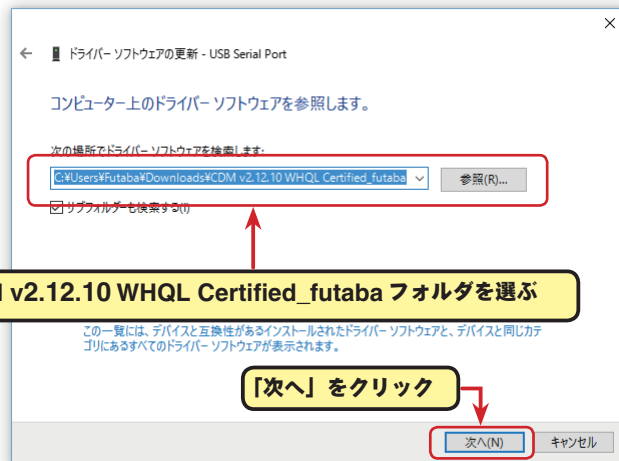 ドライバー ソフトウェアの更新 - USB Serial Port
コンピューター上のドライバー ソフトウェアを参照します。
次の場所でドライバー ソフトウェアを検索します:
C:¥Users¥Futaba¥Downloads¥CDM v2.12.10 WHQL Certified_futaba
参照(R)...
サブフォルダーも検索する(I)
v2.12.10 WHQL Certified_futaba フォルダを選ぶ
この一覧には、デバイスと互換性があるインストールされたドライバー ソフトウェアと、デバイスと同じカテ
ゴリにあるすべてのドライバー ソフトウェアが表示されます。
「次へ」をクリック
次へ(N)
キャンセル